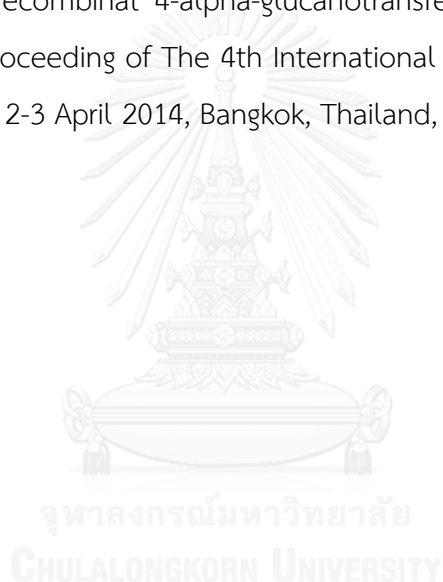 ecombinat 4-alpha-glucanotransfe
oceeding of The 4th International
2-3 April 2014, Bangkok, Thailand,
จุฬาลงกรณ์มหาวิทยาลัย
CHULALONGKORN UNIVERSITY